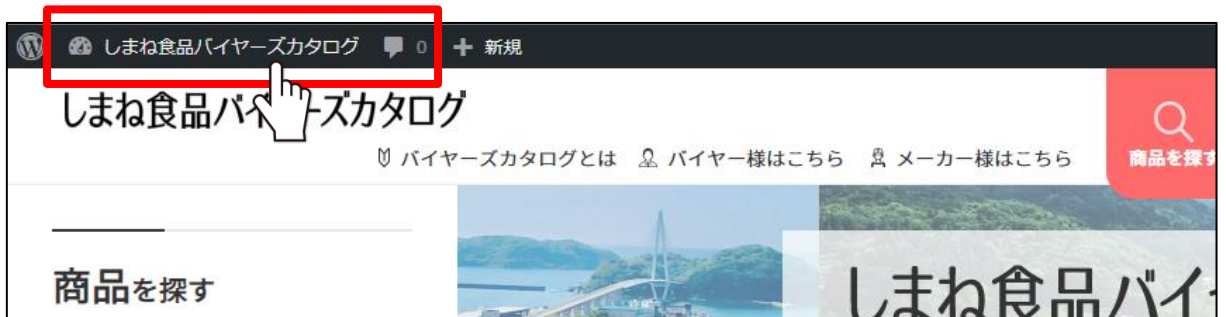 しまね食品バイヤーズカタログ 0 新規
しまね食品バイヤーズカタログ
バイヤーズカタログとは バイヤー様はこちら メーカー様はこちら
商品を探す
商品を探す
しまね食品バイ